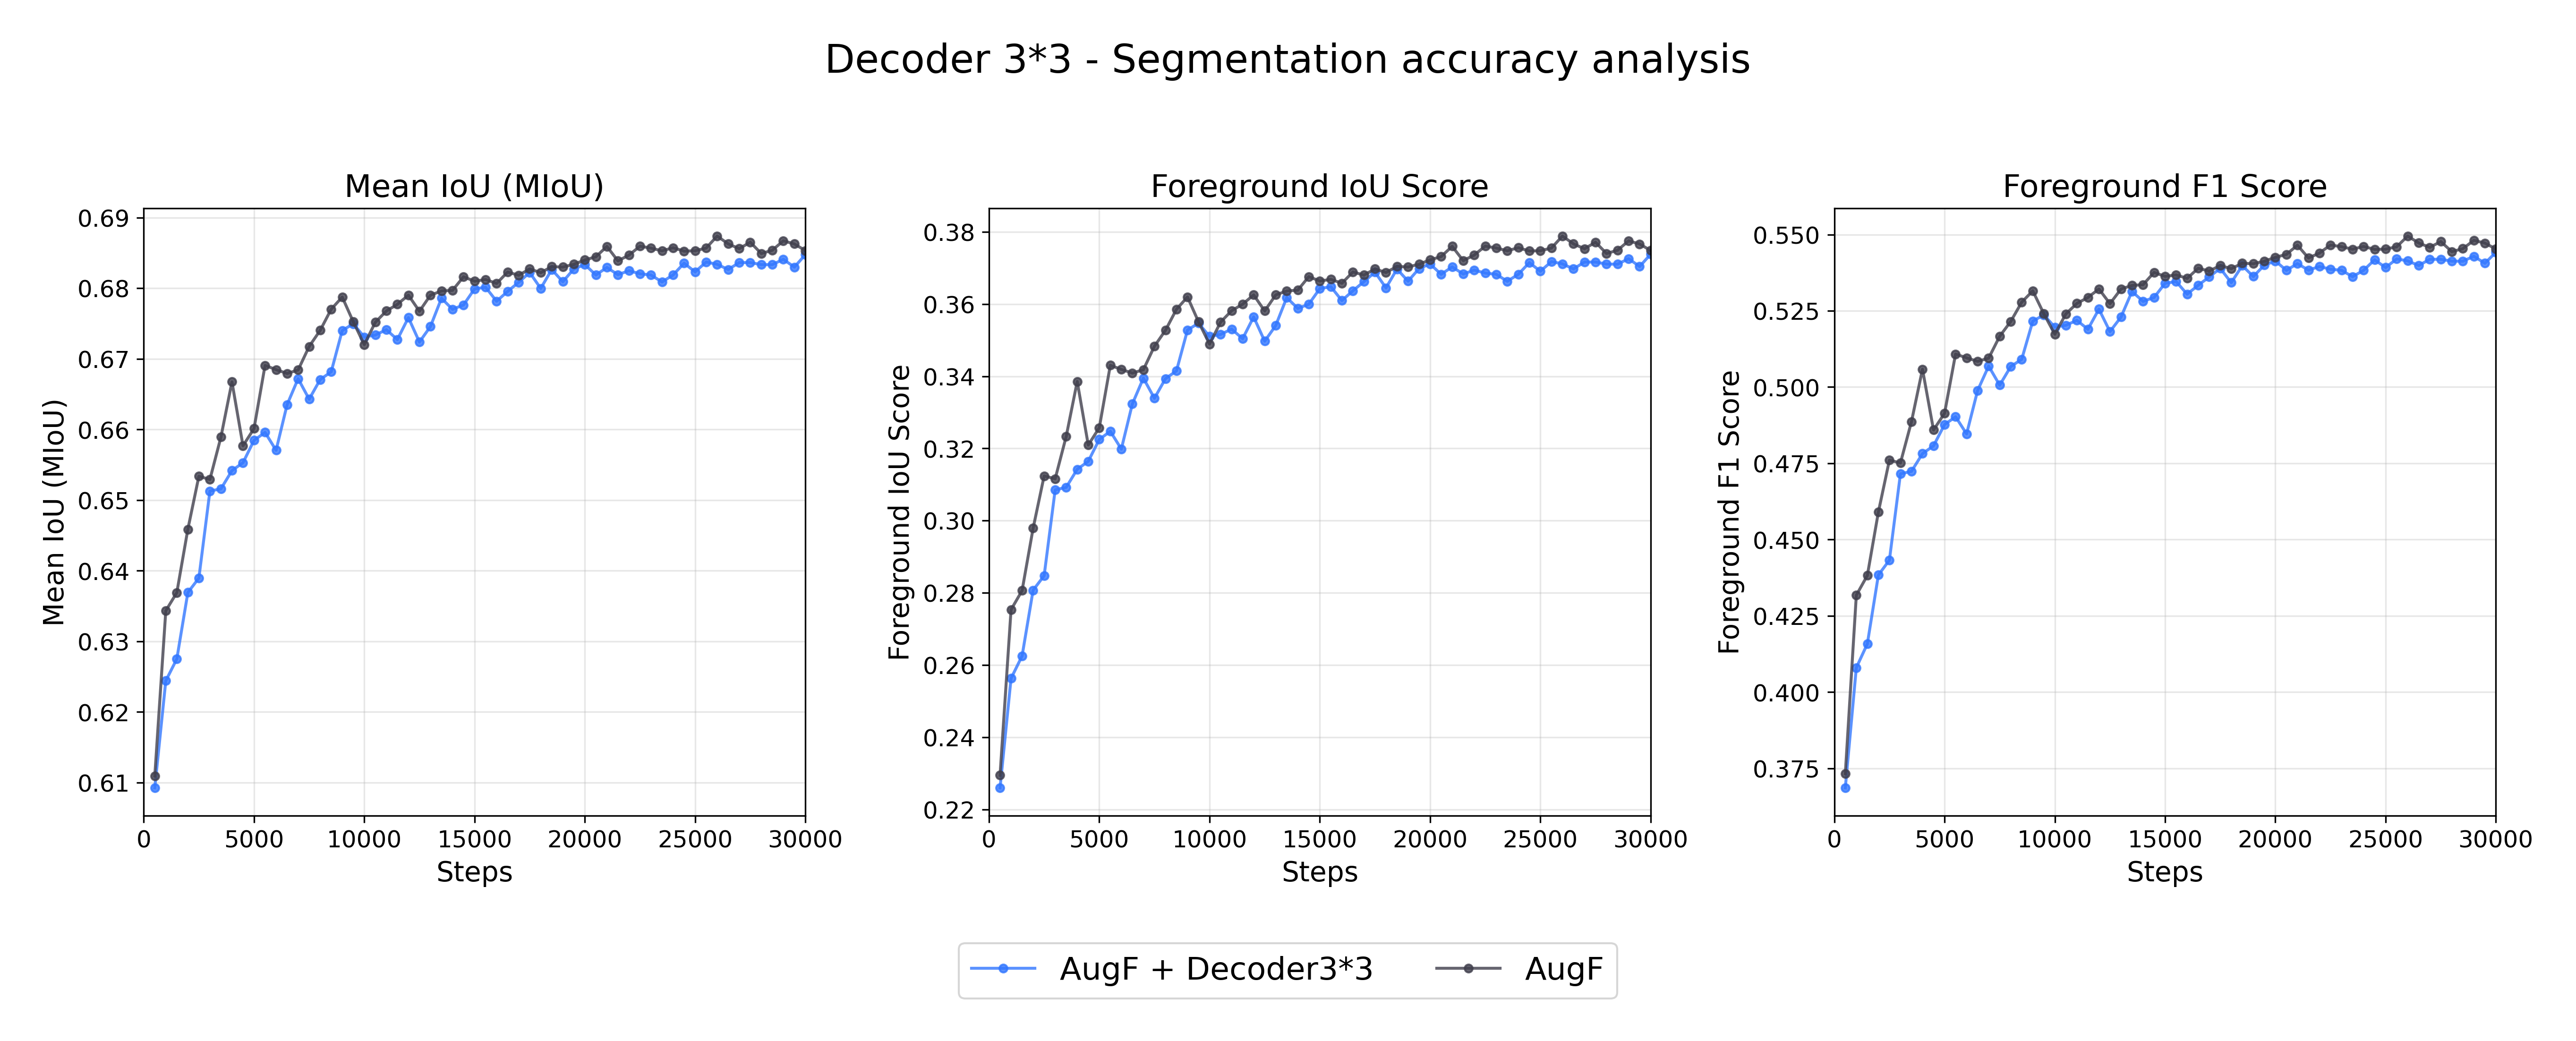 Decoder 3*3 - Segmentation accuracy analysis
Mean IoU (MIoU)
Mean IoU (MIoU)
0.69
0.68
0.67
0.66
0.65
0.64
0.63
0.62
0.61
0 5000 10000 15000 20000 25000 30000
Steps
Foreground IoU Score
Foreground IoU Score
0.38
0.36
0.34
0.32
0.30
0.28
0.26
0.24
0.22
0 5000 10000 15000 20000 25000 30000
Steps
Foreground F1 Score
Foreground F1 Score
0.550
0.525
0.500
0.475
0.450
0.425
0.400
0.375
0 5000 10000 15000 20000 25000 30000
Steps
AugF + Decoder3*3 AugF